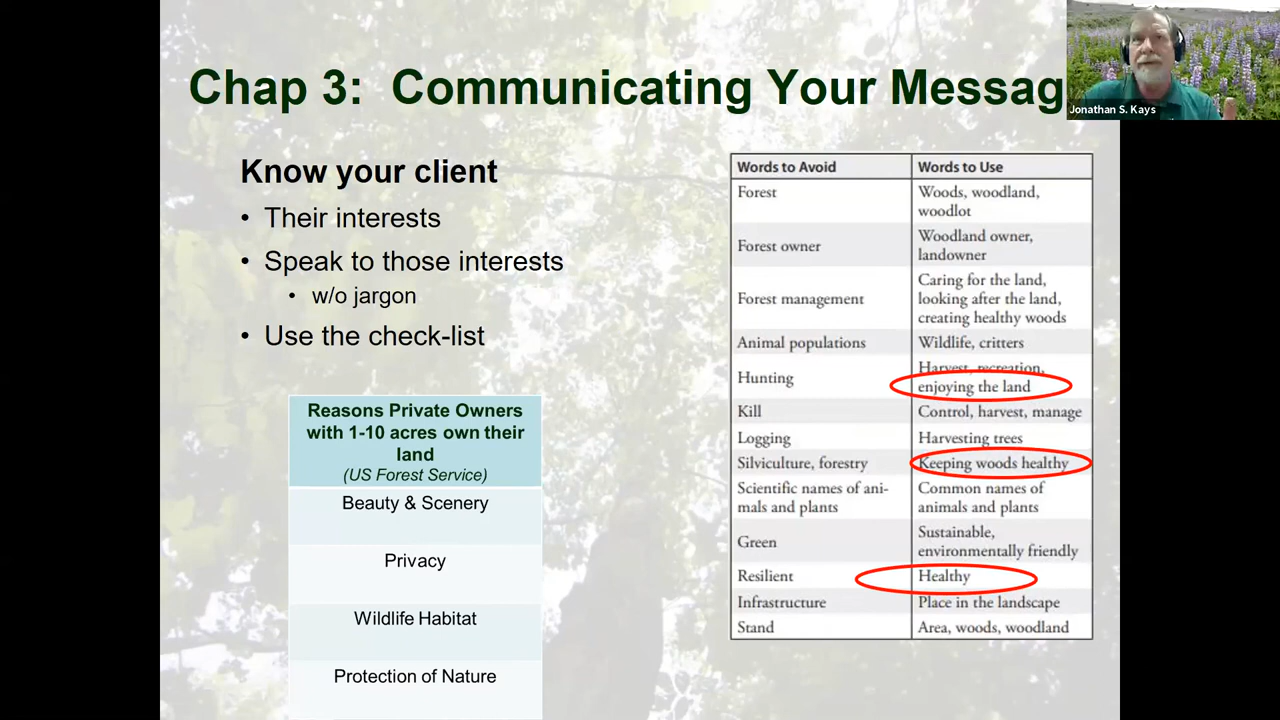 Chap 3: Communicating Your Messag
Jonathan S. Kays
Know your client
• Their interests
• Speak to those interests
• w/o jargon
• Use the check-list
Reasons Private Owners
with 1-10 acres own their
land
(US Forest Service)
Beauty & Scenery
Privacy
Wildlife Habitat
Protection of Nature
Words to Avoid Words to Use
Forest Woods, woodland,
woodlot
Forest owner Woodland owner,
landowner
Forest management Caring for the land,
looking after the land,
creating healthy woods
Animal populations Wildlife, critters
Hunting Harvest, recreation,
enjoying the land
Kill Control, harvest, manage
Logging Harvesting trees
Silviculture, forestry Keeping woods healthy
Scientific names of ani- Common names of
mals and plants animals and plants
Green Sustainable,
environmentally friendly
Resilient Healthy
Infrastructure Place in the landscape
Stand Area, woods, woodland